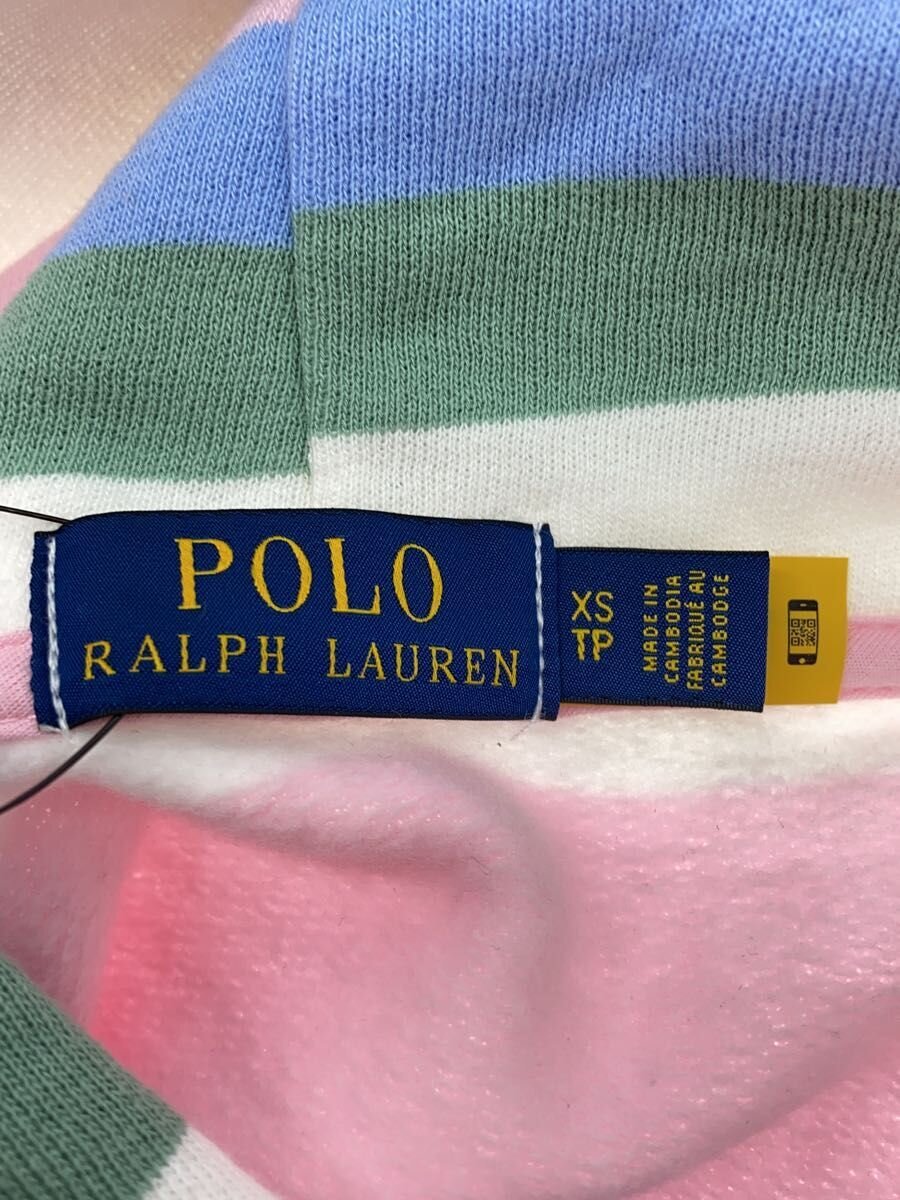 POLO
RALPH LAUREN
XS
TP
MADE IN
CAMBODIA
FABRIQUÉ AU
CAMBODGE